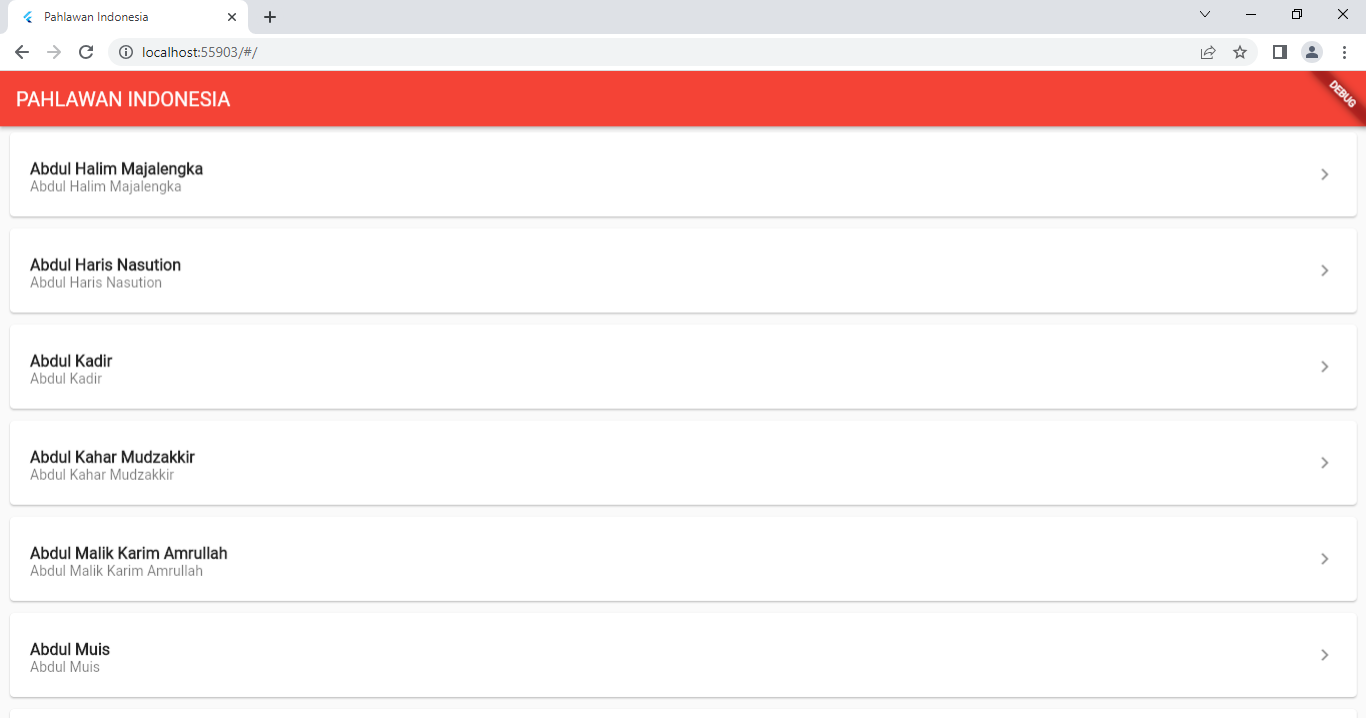 Pahlawan Indonesia
localhost:55903/#/
PAHLAWAN INDONESIA
DEBUG
Abdul Halim Majalengka
Abdul Halim Majalengka
Abdul Haris Nasution
Abdul Haris Nasution
Abdul Kadir
Abdul Kadir
Abdul Kahar Mudzakkir
Abdul Kahar Mudzakkir
Abdul Malik Karim Amrullah
Abdul Malik Karim Amrullah
Abdul Muis
Abdul Muis